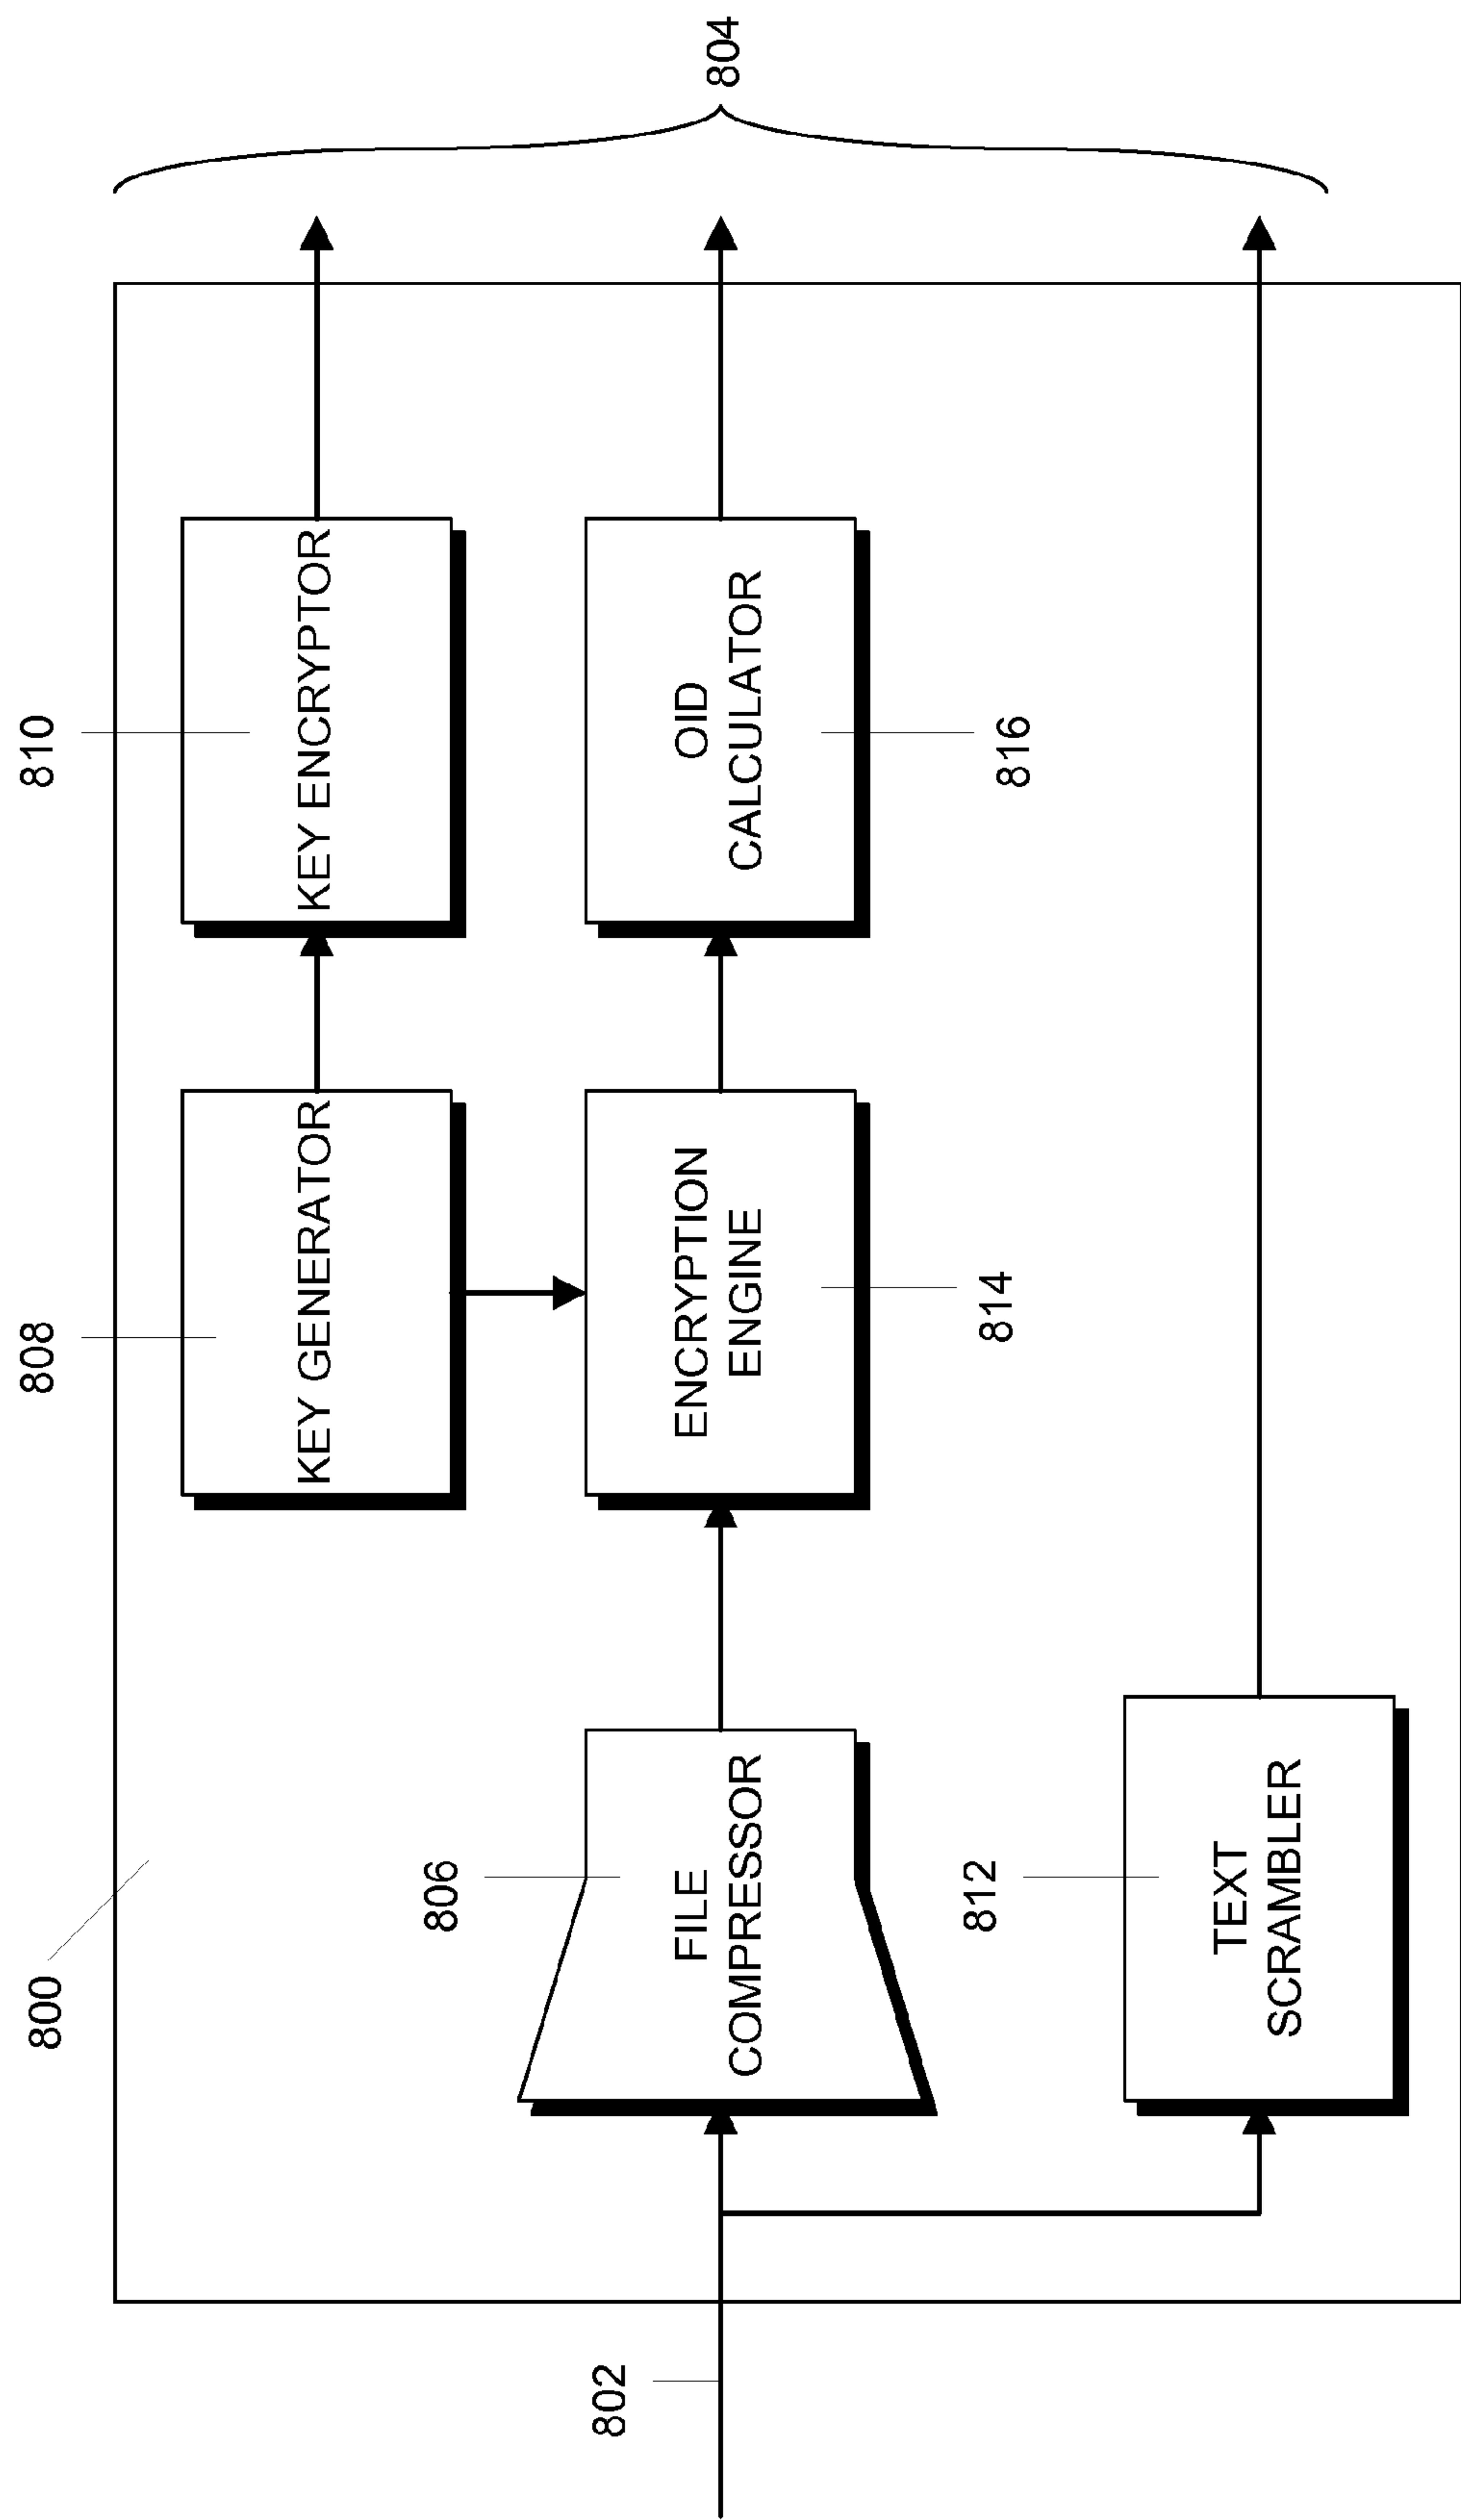 800
808
810
KEY GENERATOR
KEY ENCRYPTOR
804
806
802
FILE
COMPRESSOR
ENCRYPTION
ENGINE
OID
CALCULATOR
812
814
816
TEXT
SCRAMBLER